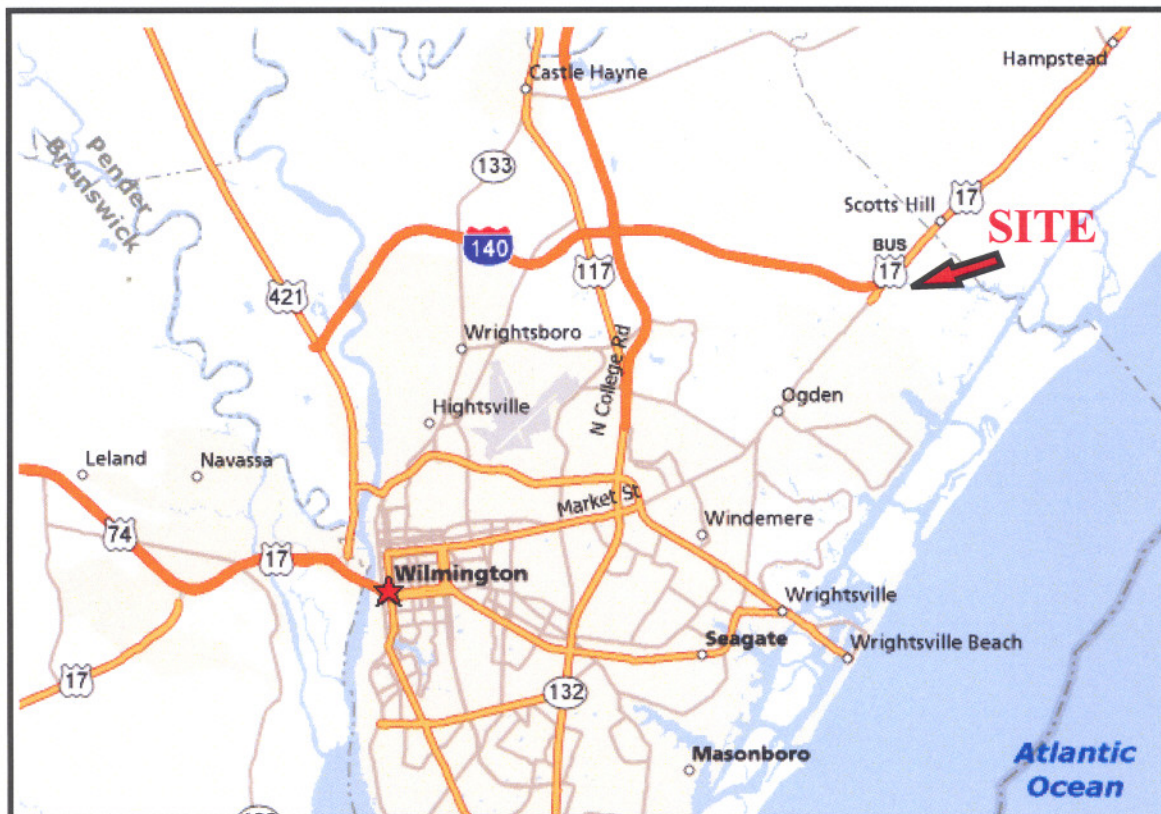 Hampstead
Castle Hayne
Pender
Brunswick
133
17
Scotts Hill
SITE
BUS
17
140
117
421
Wrightsboro
N College Rd
Ogden
Hightsville
Leland
Navassa
Market St
Windemere
74
17
Wilmington
Wrightsville
Seagate
Wrightsville Beach
17
132
Masonboro
Atlantic
Ocean